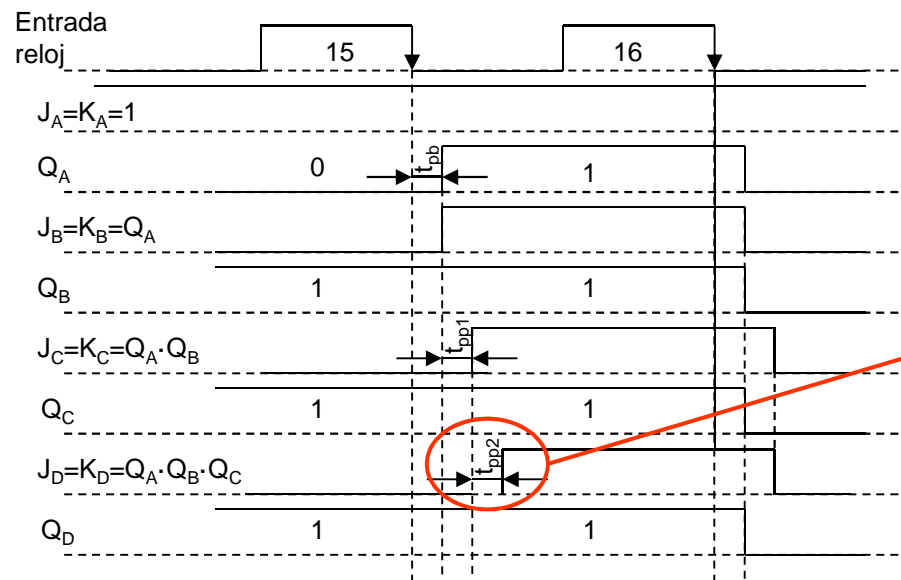 Entrada
reloj
15 16
J_A=K_A=1
Q_A 0 t_pb 1
J_B=K_B=Q_A
Q_B 1 1
J_C=K_C=Q_A·Q_B t_pp1
Q_C 1 1
J_D=K_D=Q_A·Q_B·Q_C t_pp2
Q_D 1 1